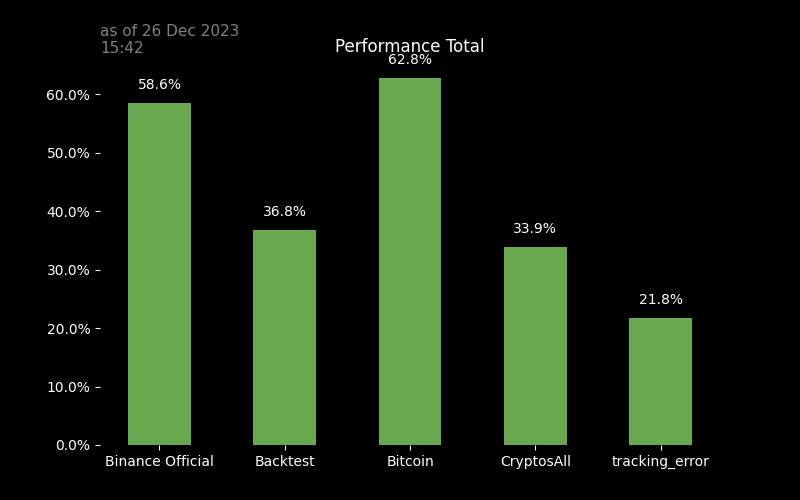 as of 26 Dec 2023
15:42
Performance Total
62.8%
58.6%
36.8%
33.9%
21.8%
60.0%
50.0%
40.0%
30.0%
20.0%
10.0%
0.0%
Binance Official
Backtest
Bitcoin
CryptosAll
tracking_error